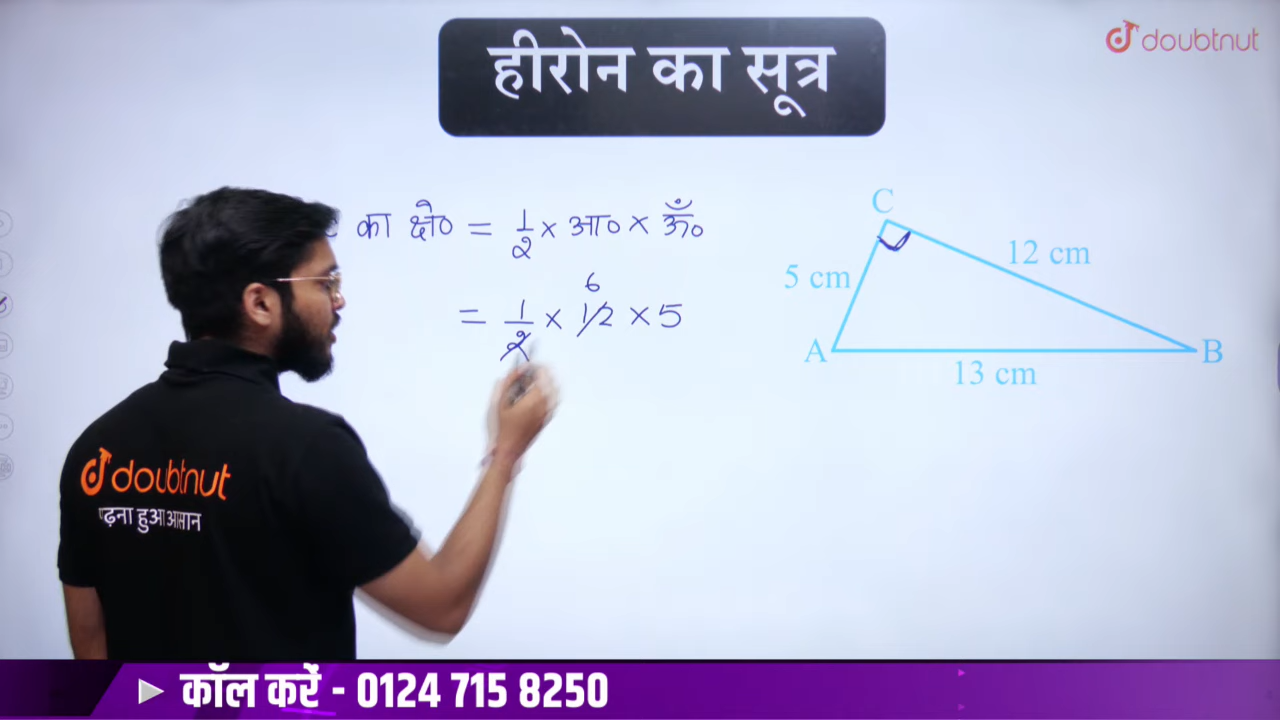 हीरोन का सूत्र
doubtnut
का क्षे० = 1/2 × आ० × ऊँ०
= 1/2 × 12 × 5
6
C
5 cm
12 cm
A
B
13 cm
doubtnut
पढ़ना हुआ आसान
कॉल करें - 0124 715 8250